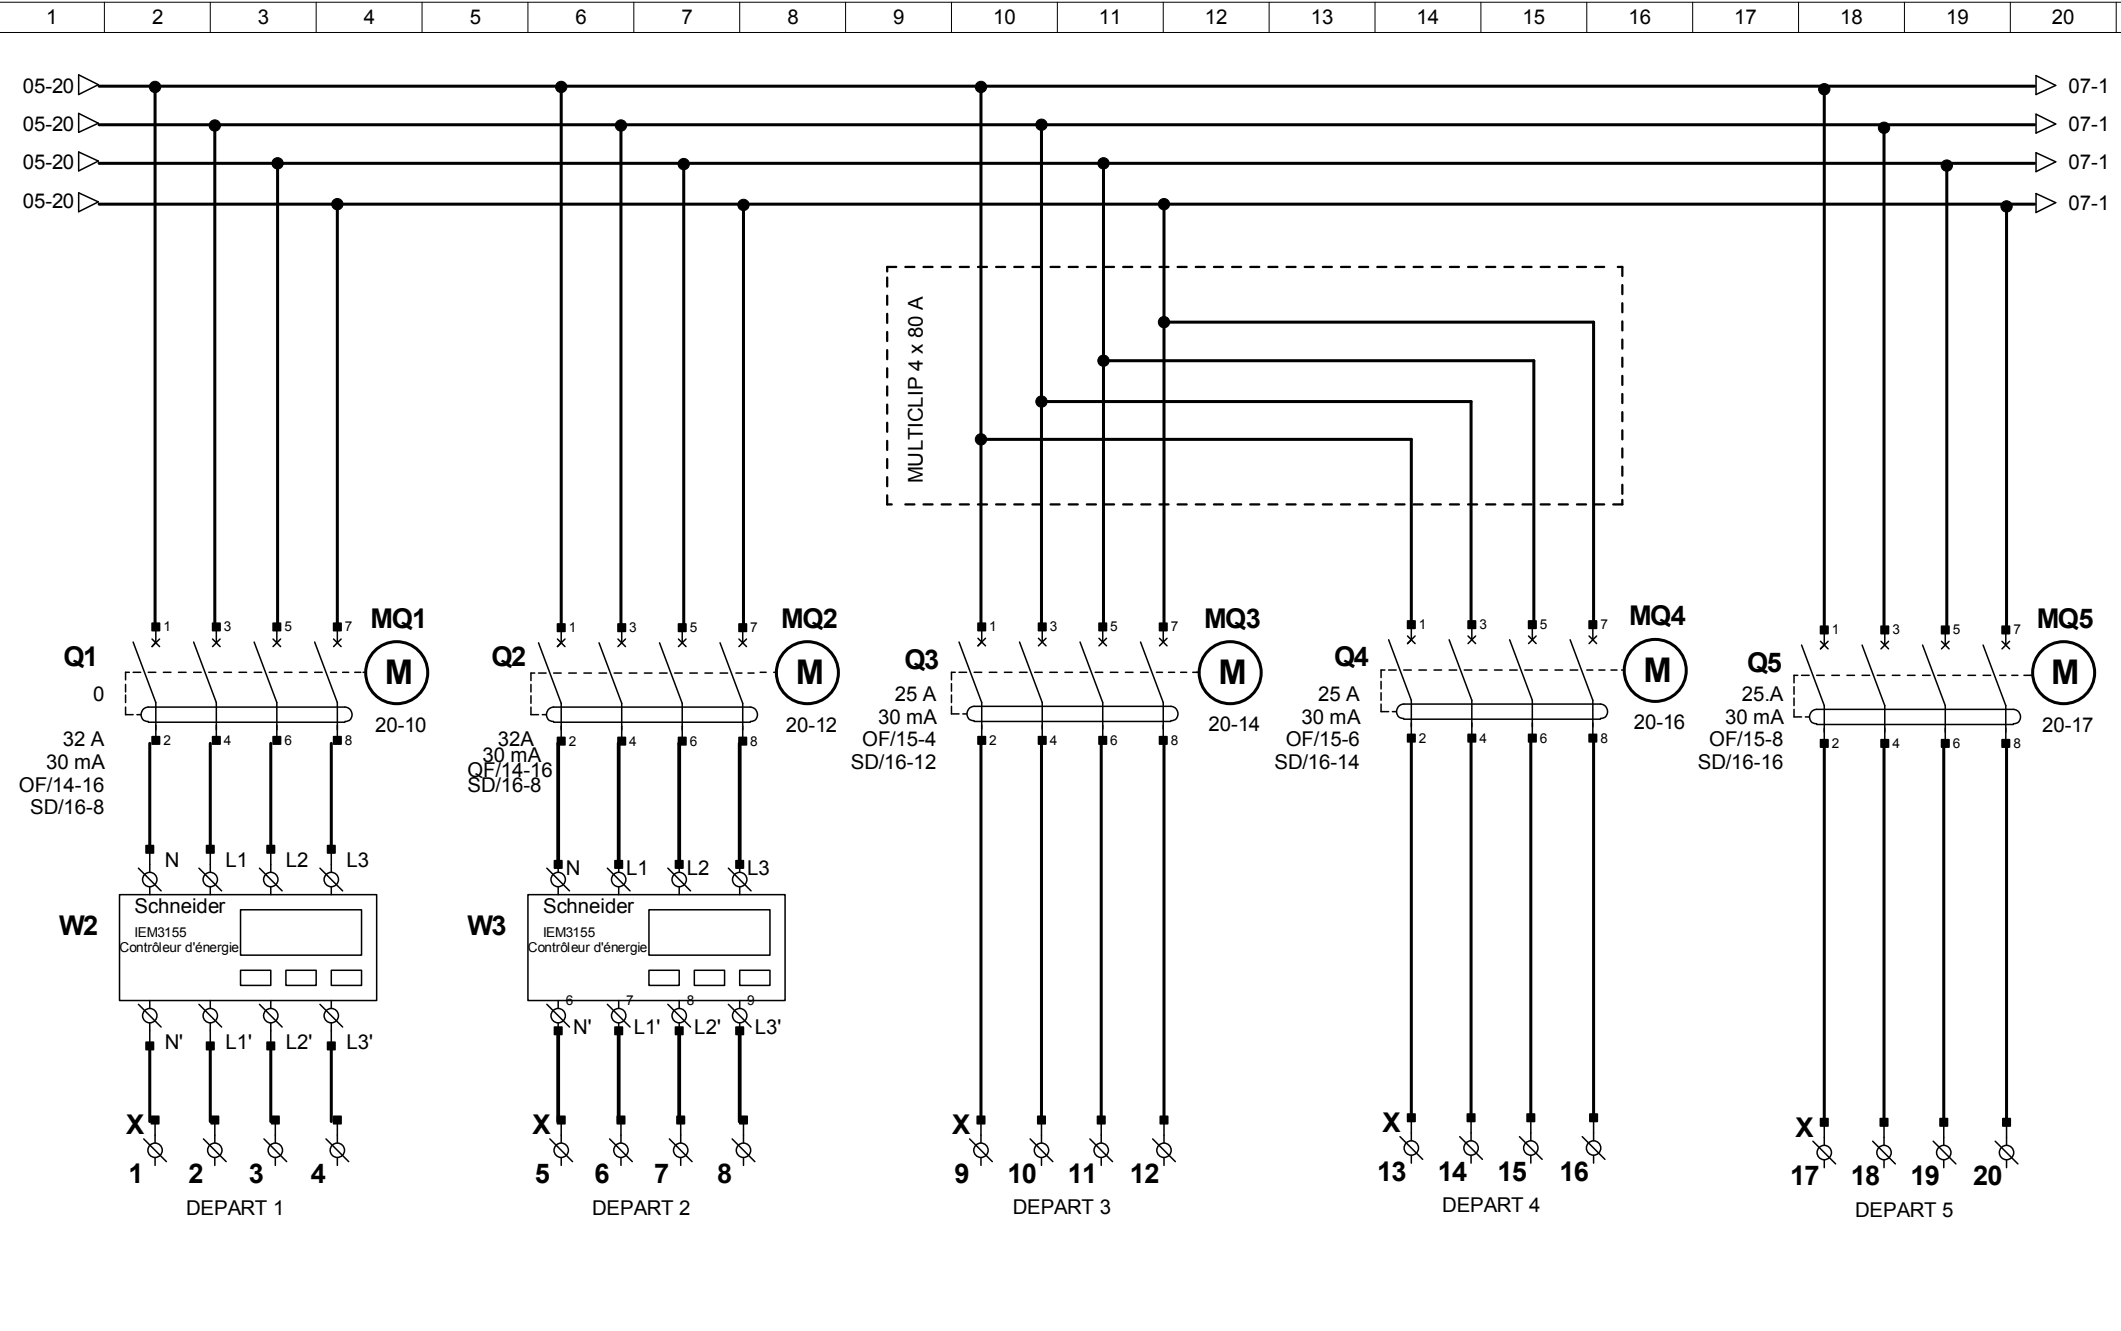 1 2 3 4 5 6 7 8 9 10 11 12 13 14 15 16 17 18 19 20
05-20 07-1
05-20 07-1
05-20 07-1
05-20 07-1
MULTICLIP 4 x 80 A
Q1
0
32 A
30 mA
OF/14-16
SD/16-8
1 3 5 7
MQ1
M
20-10
2 4 6 8
N L1 L2 L3
W2
Schneider
IEM3155
Contrôleur d'énergie
N' L1' L2' L3'
X
1 2 3 4
DEPART 1
Q2
32A
30 mA
OF/14-16
SD/16-8
1 3 5 7
MQ2
M
20-12
2 4 6 8
N L1 L2 L3
W3
Schneider
IEM3155
Contrôleur d'énergie
6 7 8 9
N' L1' L2' L3'
X
5 6 7 8
DEPART 2
Q3
25 A
30 mA
OF/15-4
SD/16-12
1 3 5 7
MQ3
M
20-14
2 4 6 8
X
9 10 11 12
DEPART 3
Q4
25 A
30 mA
OF/15-6
SD/16-14
1 3 5 7
MQ4
M
20-16
2 4 6 8
X
13 14 15 16
DEPART 4
Q5
25.A
30 mA
OF/15-8
SD/16-16
1 3 5 7
MQ5
M
20-17
2 4 6 8
X
17 18 19 20
DEPART 5